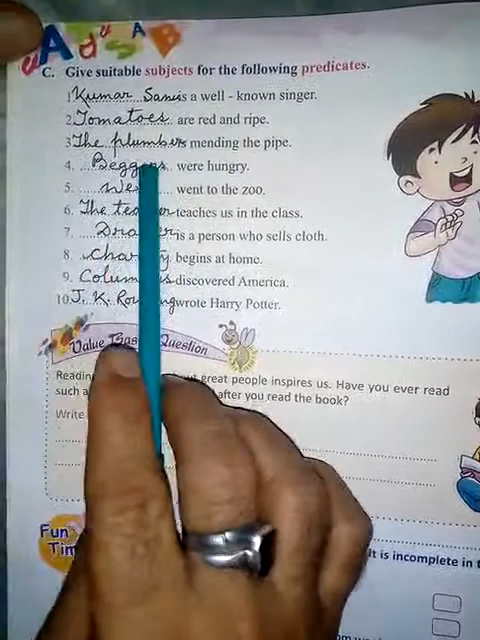 C. Give suitable subjects for the following predicates.
1. Kumar Sanu is a well - known singer.
2. Tomatoes are red and ripe.
3. The plumber is mending the pipe.
4. Beggars were hungry.
5. We went to the zoo.
6. The teacher teaches us in the class.
7. Draper is a person who sells cloth.
8. Charity begins at home.
9. Columbus discovered America.
10. J. K. Rowling wrote Harry Potter.
Value Based Question
Reading about great people inspires us. Have you ever read
such a after you read the book?
Write
Fun
Tim
It is incomplete in